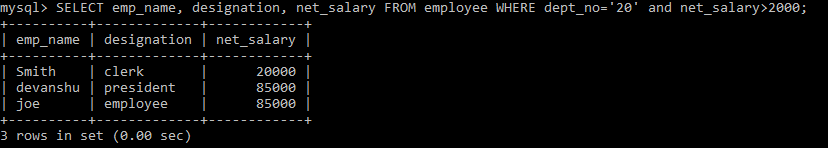 mysql> SELECT emp_name, designation, net_salary FROM employee WHERE dept_no='20' and net_salary>2000;
+----------+-------------+------------+
| emp_name | designation | net_salary |
+----------+-------------+------------+
| Smith    | clerk       |      20000 |
| devanshu | president   |      85000 |
| joe      | employee    |      85000 |
+----------+-------------+------------+
3 rows in set (0.00 sec)